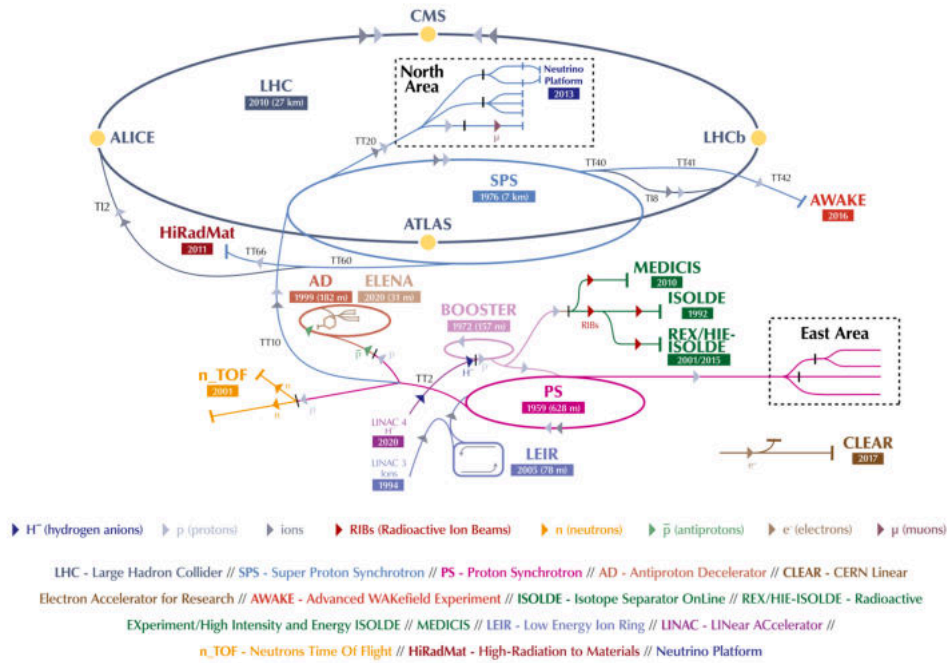 CMS
North
Area
Neutrino
Platform
2013
LHC
2010 (27 km)
μ
ALICE
LHCb
TT20
TT40
TT41
TT42
SPS
1976 (7 km)
TI8
AWAKE
2016
TI2
ATLAS
HiRadMat
2011
TT66
TT60
AD
1999 (182 m)
ELENA
2020 (31 m)
MEDICIS
2010
ISOLDE
1992
RIBs
REX/HIE-
ISOLDE
2001/2015
BOOSTER
1972 (157 m)
East Area
TT10
p̄
p
H⁻
p
n_TOF
2001
n
n
p
TT2
PS
1959 (628 m)
LINAC 4
H⁻
2020
LINAC 3
Ions
1994
LEIR
2005 (78 m)
CLEAR
2017
e⁻
H⁻ (hydrogen anions)
p (protons)
ions
RIBs (Radioactive Ion Beams)
n (neutrons)
p̄ (antiprotons)
e⁻ (electrons)
μ (muons)
LHC - Large Hadron Collider // SPS - Super Proton Synchrotron // PS - Proton Synchrotron // AD - Antiproton Decelerator // CLEAR - CERN Linear
Electron Accelerator for Research // AWAKE - Advanced WAKefield Experiment // ISOLDE - Isotope Separator OnLine // REX/HIE-ISOLDE - Radioactive
EXperiment/High Intensity and Energy ISOLDE // MEDICIS // LEIR - Low Energy Ion Ring // LINAC - LINear ACcelerator //
n_TOF - Neutrons Time Of Flight // HiRadMat - High-Radiation to Materials // Neutrino Platform